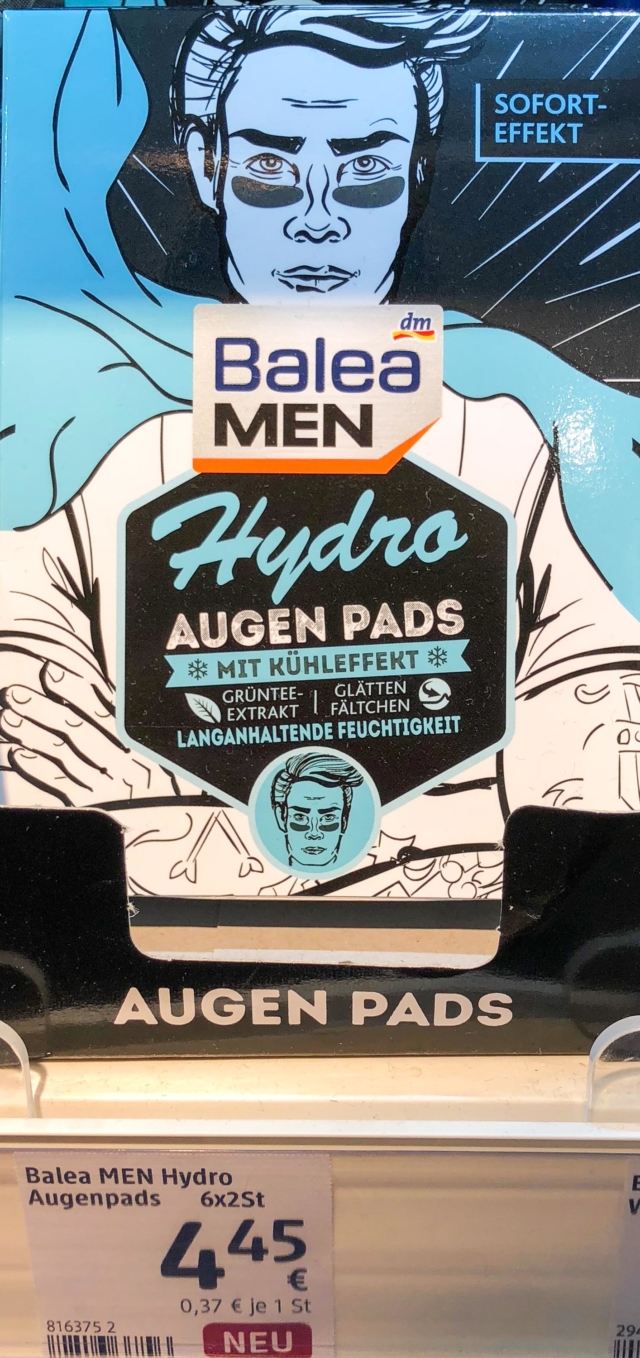 SOFORT-
EFFEKT
dm
Balea
MEN
Hydro
AUGEN PADS
MIT KÜHLEFFEKT
GRÜNTEE-
EXTRAKT
GLÄTTEN
FÄLTCHEN
LANGANHALTENDE FEUCHTIGKEIT
AUGEN PADS
Balea MEN Hydro
Augenpads 6x2St
4 45
€
0,37 € je 1 St
816375 2
NEU